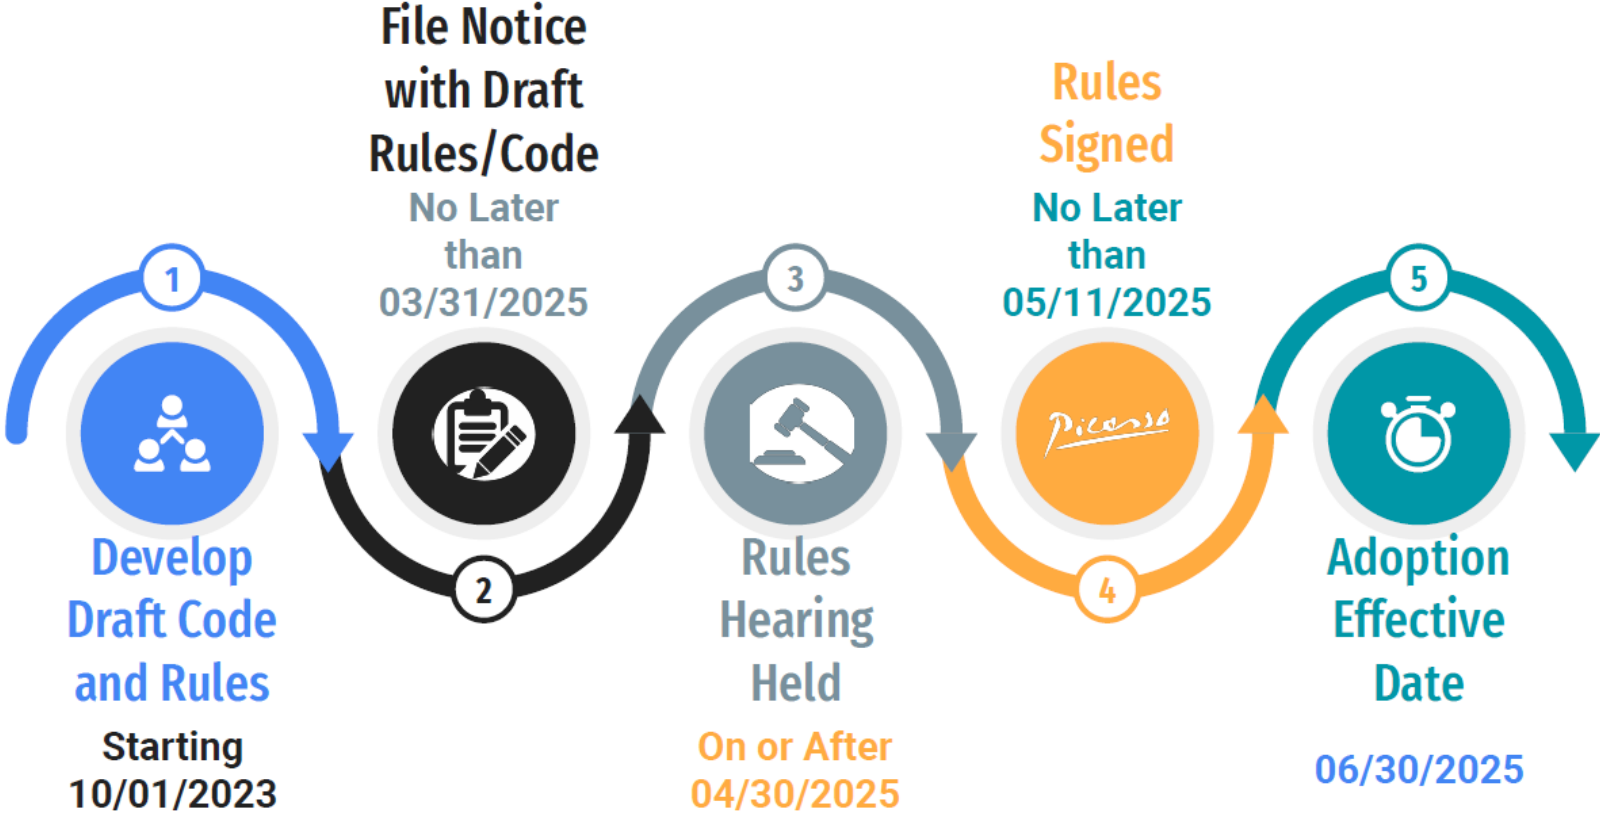 1
Develop
Draft Code
and Rules
Starting
10/01/2023
File Notice
with Draft
Rules/Code
No Later
than
03/31/2025
2
3
Rules
Hearing
Held
On or After
04/30/2025
Rules
Signed
No Later
than
05/11/2025
Picasso
4
5
Adoption
Effective
Date
06/30/2025